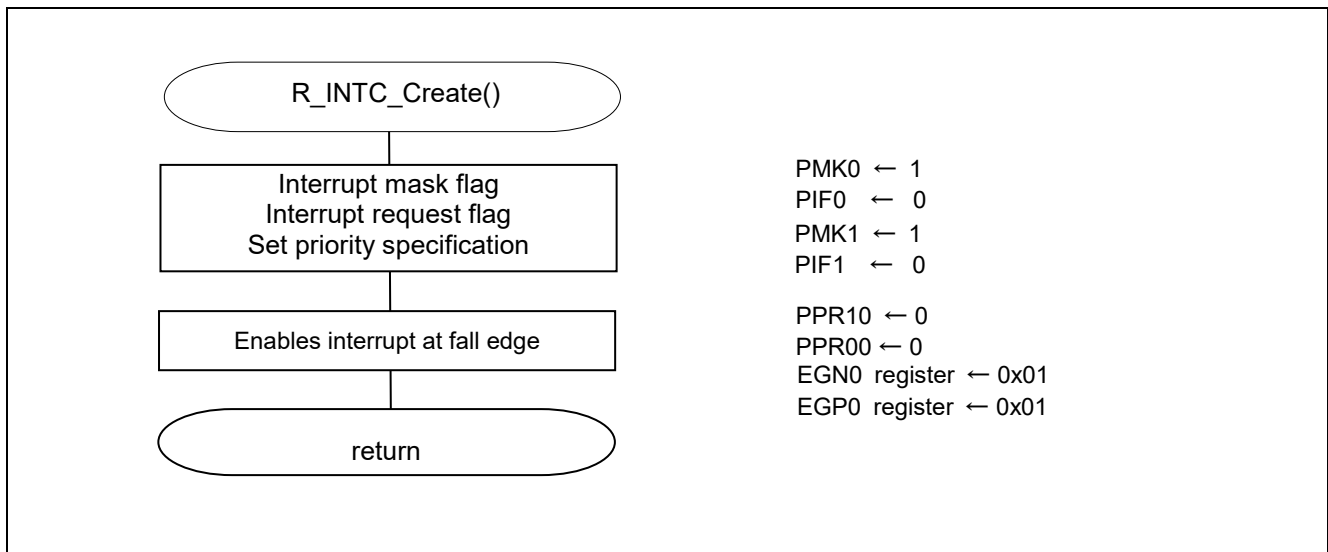 R_INTC_Create()
Interrupt mask flag
Interrupt request flag
Set priority specification
Enables interrupt at fall edge
return
PMK0 ← 1
PIF0 ← 0
PMK1 ← 1
PIF1 ← 0
PPR10 ← 0
PPR00 ← 0
EGN0 register ← 0x01
EGP0 register ← 0x01